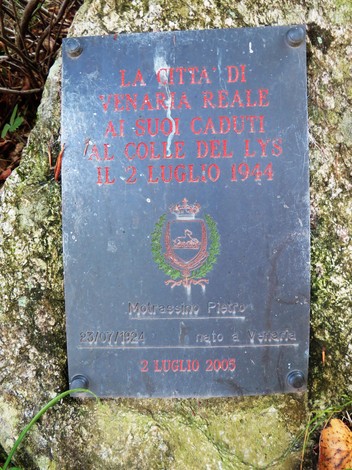 LA CITTA' DI
VENARIA REALE
AI SUOI CADUTI
AL COLLE DEL LYS
IL 2 LUGLIO 1944
Motrassino Pietro
23/07/1924 nato a Venaria
2 LUGLIO 2005